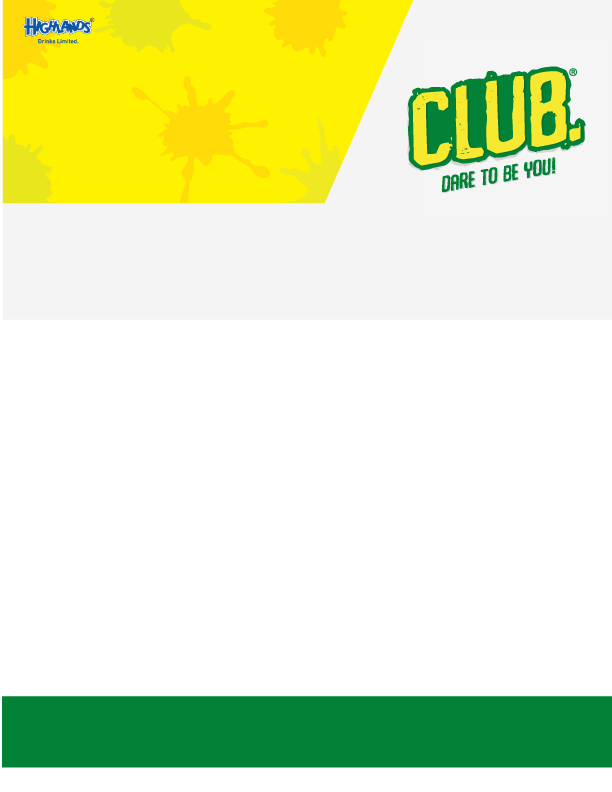 HIGHLANDS®
Drinks Limited.
CLUB.®
DARE TO BE YOU!